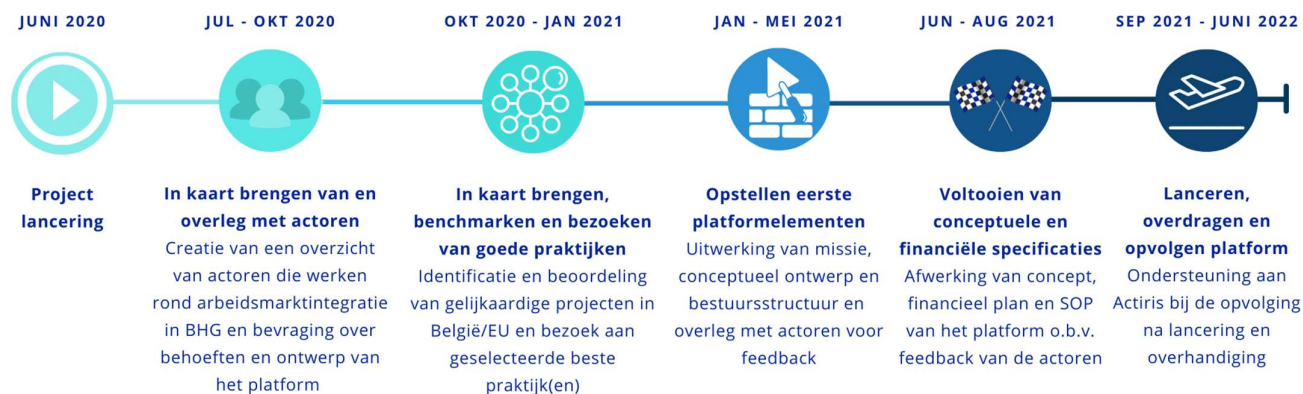 JUNI 2020
JUL - OKT 2020
OKT 2020 - JAN 2021
JAN - MEI 2021
JUN - AUG 2021
SEP 2021 - JUNI 2022
Project
lancering
In kaart brengen van en
overleg met actoren
Creatie van een overzicht
van actoren die werken
rond arbeidsmarktintegratie
in BHG en bevraging over
behoeften en ontwerp van
het platform
In kaart brengen,
benchmarken en bezoeken
van goede praktijken
Identificatie en beoordeling
van gelijkaardige projecten in
België/EU en bezoek aan
geselecteerde beste
praktijk(en)
Opstellen eerste
platformelementen
Uitwerking van missie,
conceptueel ontwerp en
bestuursstructuur en
overleg met actoren voor
feedback
Voltooien van
conceptuele en
financiële specificaties
Afwerking van concept,
financieel plan en SOP
van het platform o.b.v.
feedback van de actoren
Lanceren,
overdragen en
opvolgen platform
Ondersteuning aan
Actiris bij de opvolging
na lancering en
overhandiging